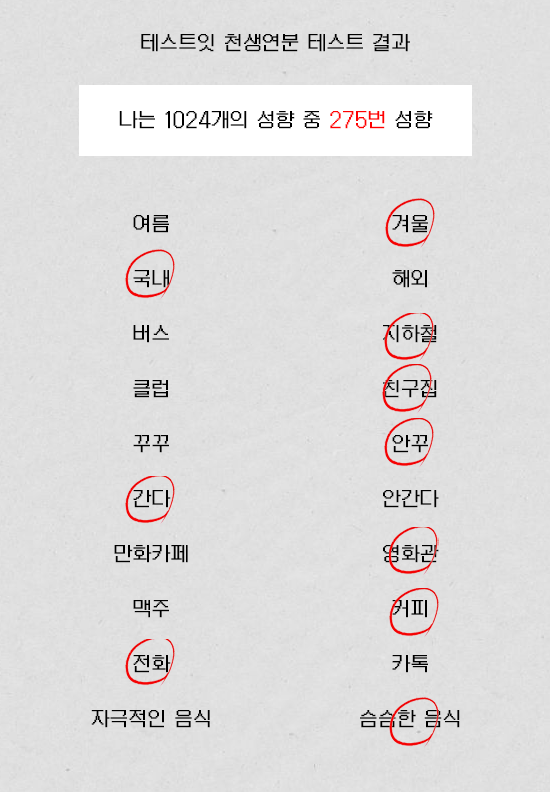 테스트잇 천생연분 테스트 결과
나는 1024개의 성향 중 275번 성향
여름 겨울
국내 해외
버스 지하철
클럽 친구집
꾸꾸 안꾸
간다 안간다
만화카페 영화관
맥주 커피
전화 카톡
자극적인 음식 슴슴한 음식